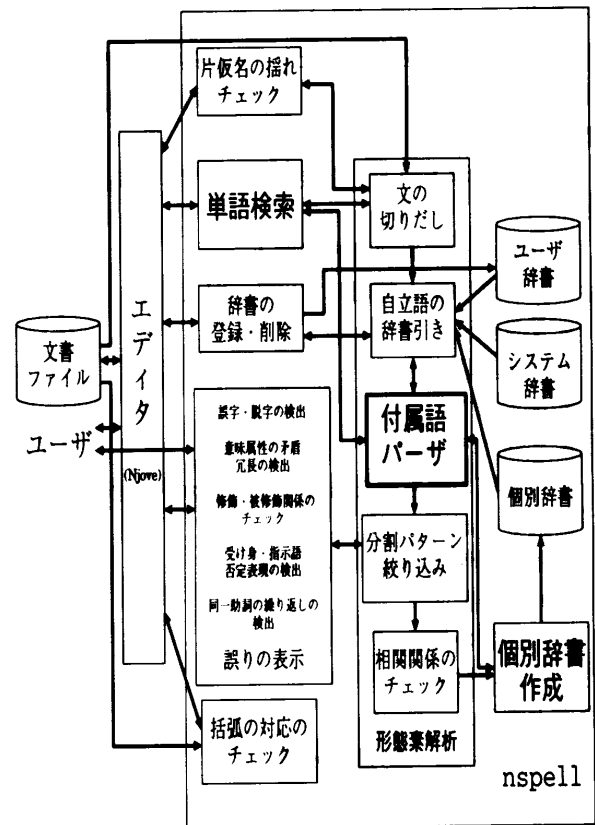 片仮名の揺れ
チェック
単語検索
文の
切りだし
ユーザ
辞書
辞書の
登録・削除
自立語の
辞書引き
システム
辞書
文書
ファイル
エディタ
(Njove)
ユーザ
誤字・脱字の検出
意味属性の矛盾
冗長の検出
修飾・被修飾関係の
チェック
受け身・指示語
否定表現の検出
同一助詞の繰り返しの
検出
誤りの表示
付属語
パーザ
個別辞書
分割パターン
絞り込み
相関関係の
チェック
個別辞書
作成
形態素解析
括弧の対応の
チェック
nspell